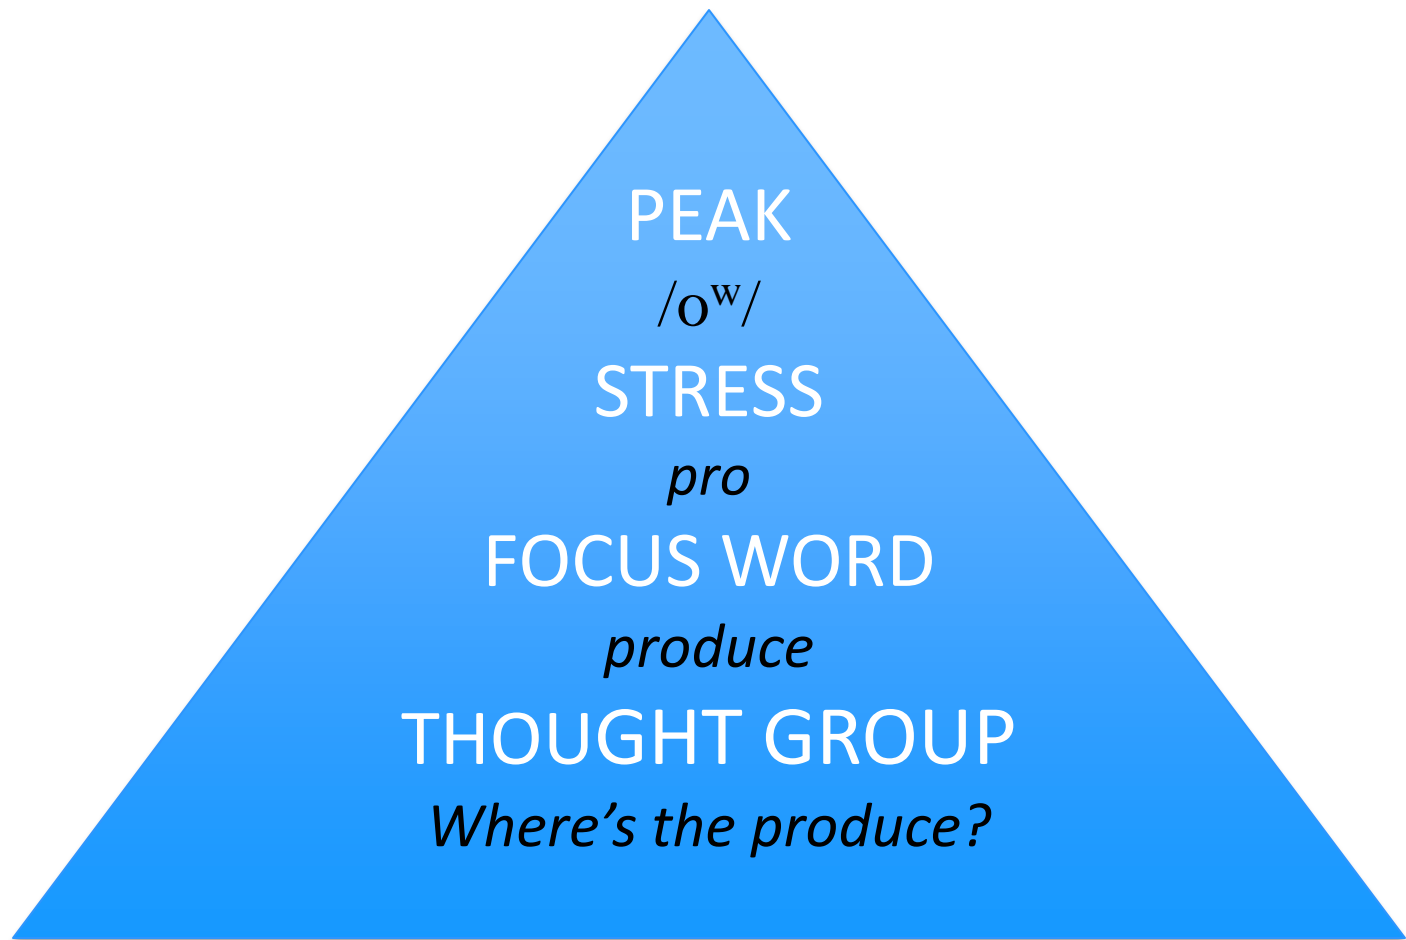 PEAK
/oʷ/
STRESS
pro
FOCUS WORD
produce
THOUGHT GROUP
Where’s the produce?